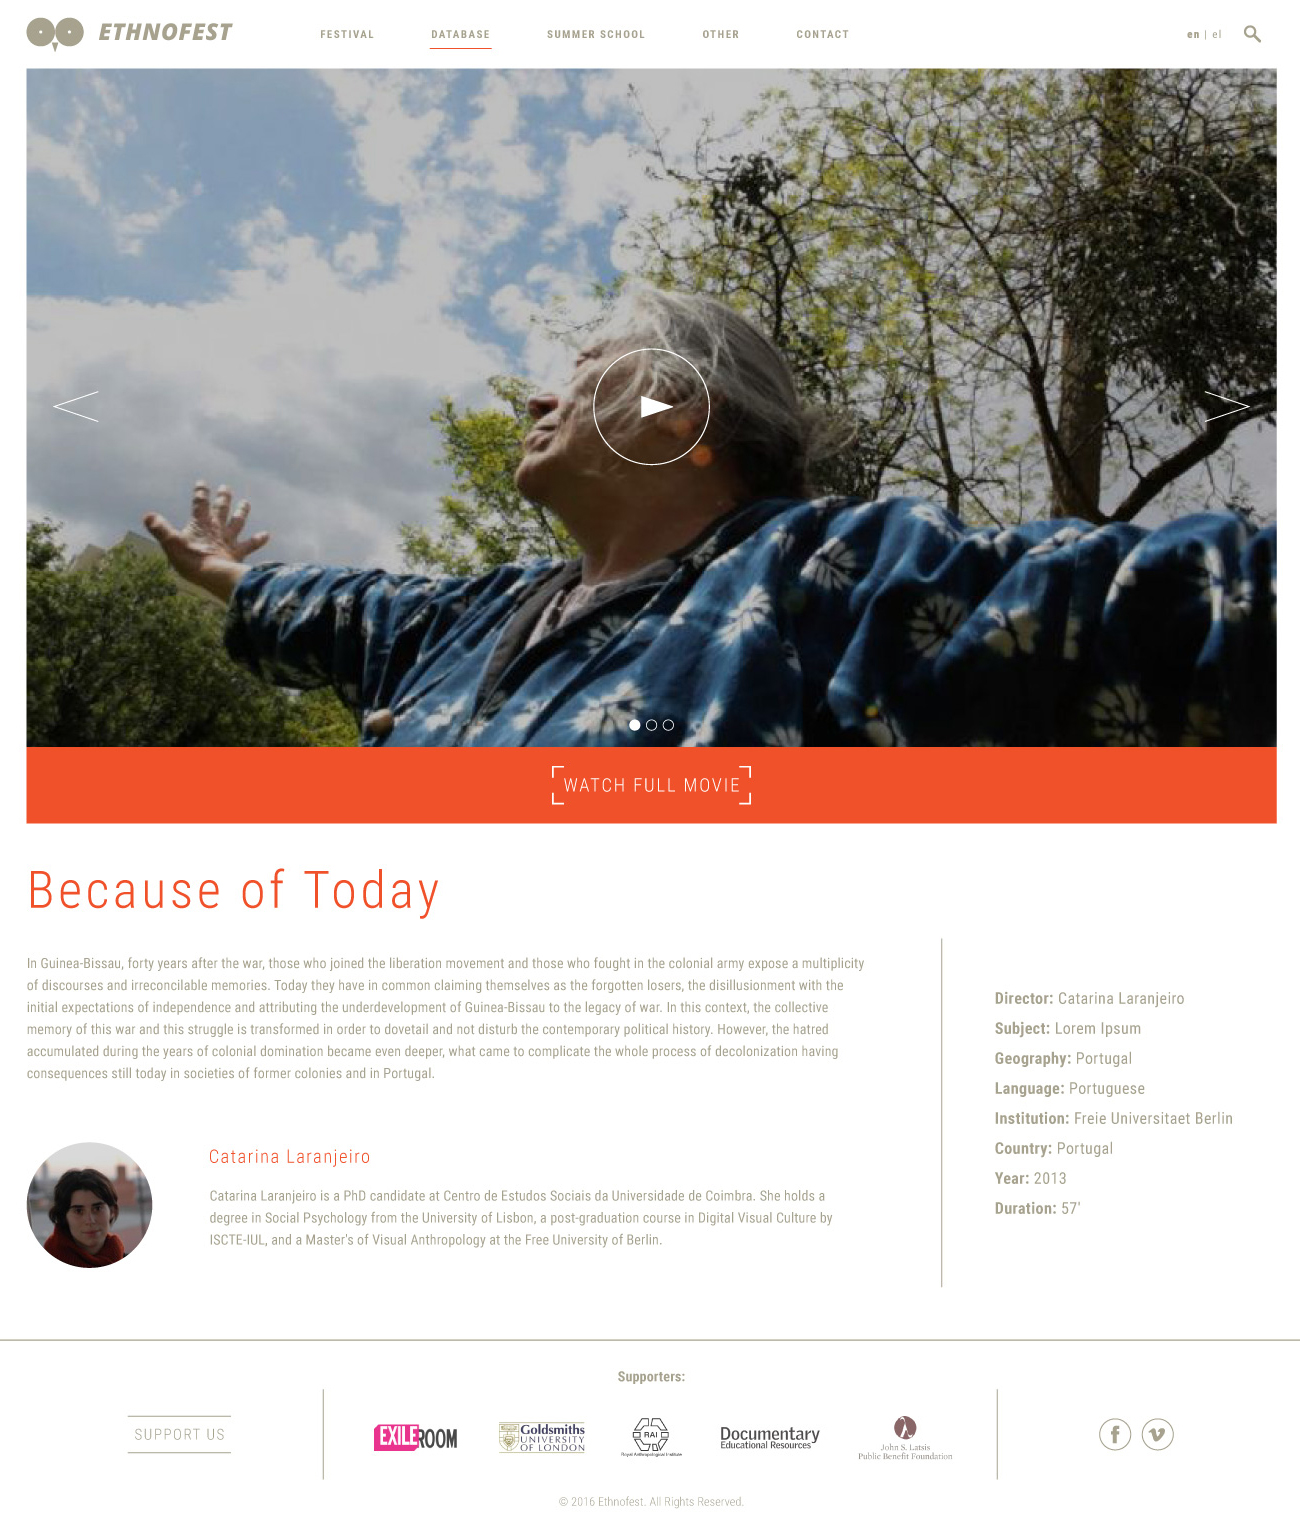 ETHNOFEST
FESTIVAL
DATABASE
SUMMER SCHOOL
OTHER
CONTACT
en | el
WATCH FULL MOVIE
Because of Today
In Guinea-Bissau, forty years after the war, those who joined the liberation movement and those who fought in the colonial army expose a multiplicity
of discourses and irreconcilable memories. Today they have in common claiming themselves as the forgotten losers, the disillusionment with the
initial expectations of independence and attributing the underdevelopment of Guinea-Bissau to the legacy of war. In this context, the collective
memory of this war and this struggle is transformed in order to dovetail and not disturb the contemporary political history. However, the hatred
accumulated during the years of colonial domination became even deeper, what came to complicate the whole process of decolonization having
consequences still today in societies of former colonies and in Portugal.
Catarina Laranjeiro
Catarina Laranjeiro is a PhD candidate at Centro de Estudos Sociais da Universidade de Coimbra. She holds a
degree in Social Psychology from the University of Lisbon, a post-graduation course in Digital Visual Culture by
ISCTE-IUL, and a Master's of Visual Anthropology at the Free University of Berlin.
Director: Catarina Laranjeiro
Subject: Lorem Ipsum
Geography: Portugal
Language: Portuguese
Institution: Freie Universitaet Berlin
Country: Portugal
Year: 2013
Duration: 57'
Supporters:
SUPPORT US
EXILEROOM
Goldsmiths
UNIVERSITY
OF LONDON
RAI
Royal Anthropological Institute
Documentary
Educational Resources
John S. Latsis
Public Benefit Foundation
© 2016 Ethnofest. All Rights Reserved.